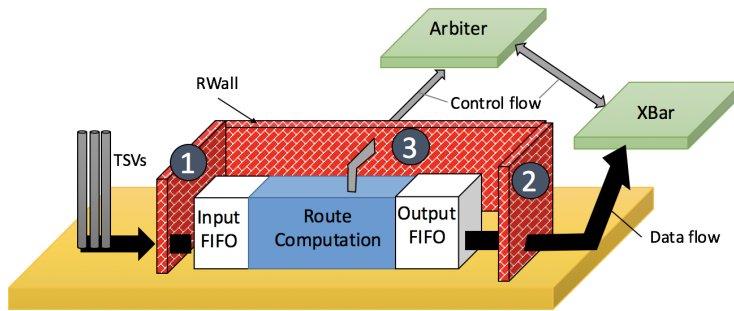 Arbiter
RWall
Control flow
XBar
TSVs
1
3
2
Input
FIFO
Route
Computation
Output
FIFO
Data flow